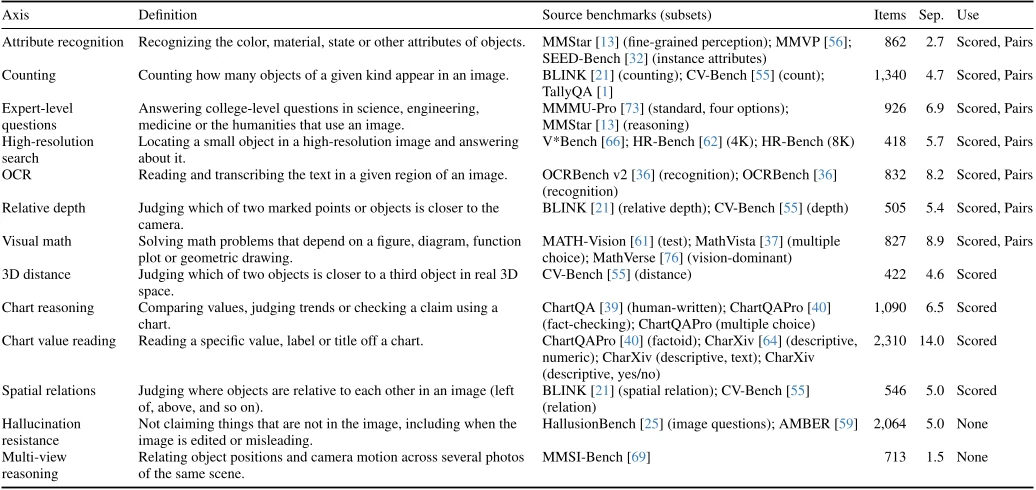 Axis Definition Source benchmarks (subsets) Items Sep. Use
Attribute recognition Recognizing the color, material, state or other attributes of objects. MMStar [13] (fine-grained perception); MMVP [56]; 862 2.7 Scored, Pairs
SEED-Bench [32] (instance attributes)
Counting Counting how many objects of a given kind appear in an image. BLINK [21] (counting); CV-Bench [55] (count); 1,340 4.7 Scored, Pairs
TallyQA [1]
Expert-level Answering college-level questions in science, engineering, MMMU-Pro [73] (standard, four options); 926 6.9 Scored, Pairs
questions medicine or the humanities that use an image. MMStar [13] (reasoning)
High-resolution Locating a small object in a high-resolution image and answering V*Bench [66]; HR-Bench [62] (4K); HR-Bench (8K) 418 5.7 Scored, Pairs
search about it.
OCR Reading and transcribing the text in a given region of an image. OCRBench v2 [36] (recognition); OCRBench [36] 832 8.2 Scored, Pairs
(recognition)
Relative depth Judging which of two marked points or objects is closer to the BLINK [21] (relative depth); CV-Bench [55] (depth) 505 5.4 Scored, Pairs
camera.
Visual math Solving math problems that depend on a figure, diagram, function MATH-Vision [61] (test); MathVista [37] (multiple 827 8.9 Scored, Pairs
plot or geometric drawing. choice); MathVerse [76] (vision-dominant)
3D distance Judging which of two objects is closer to a third object in real 3D CV-Bench [55] (distance) 422 4.6 Scored
space.
Chart reasoning Comparing values, judging trends or checking a claim using a ChartQA [39] (human-written); ChartQAPro [40] 1,090 6.5 Scored
chart. (fact-checking); ChartQAPro (multiple choice)
Chart value reading Reading a specific value, label or title off a chart. ChartQAPro [40] (factoid); CharXiv [64] (descriptive, 2,310 14.0 Scored
numeric); CharXiv (descriptive, text); CharXiv
(descriptive, yes/no)
Spatial relations Judging where objects are relative to each other in an image (left BLINK [21] (spatial relation); CV-Bench [55] 546 5.0 Scored
of, above, and so on). (relation)
Hallucination Not claiming things that are not in the image, including when the HallusionBench [25] (image questions); AMBER [59] 2,064 5.0 None
resistance image is edited or misleading.
Multi-view Relating object positions and camera motion across several photos MMSI-Bench [69] 713 1.5 None
reasoning of the same scene.